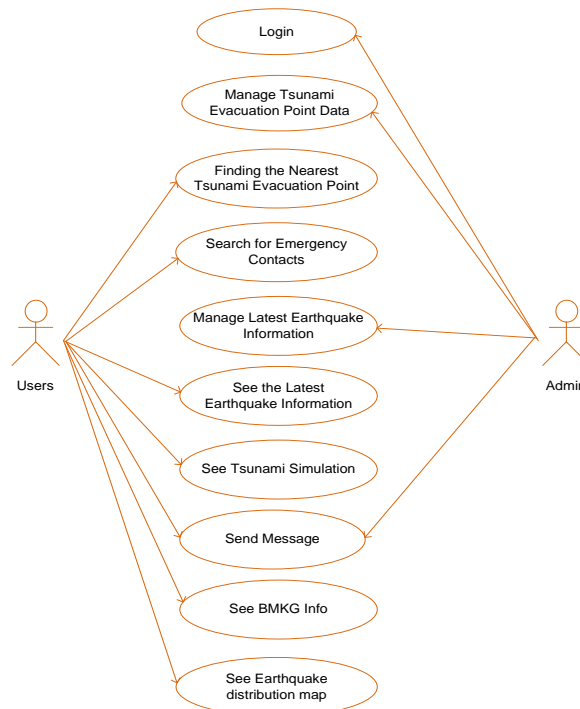 Login
Manage Tsunami
Evacuation Point Data
Finding the Nearest
Tsunami Evacuation Point
Search for Emergency
Contacts
Manage Latest Earthquake
Information
Users
Admin
See the Latest
Earthquake Information
See Tsunami Simulation
Send Message
See BMKG Info
See Earthquake
distribution map